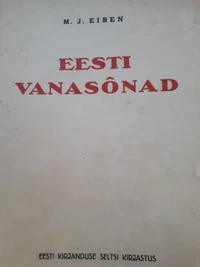 M. J. EISEN
EESTI
VANASÕNAD
EESTI KIRJANDUSE SELTSI KIRJASTUS